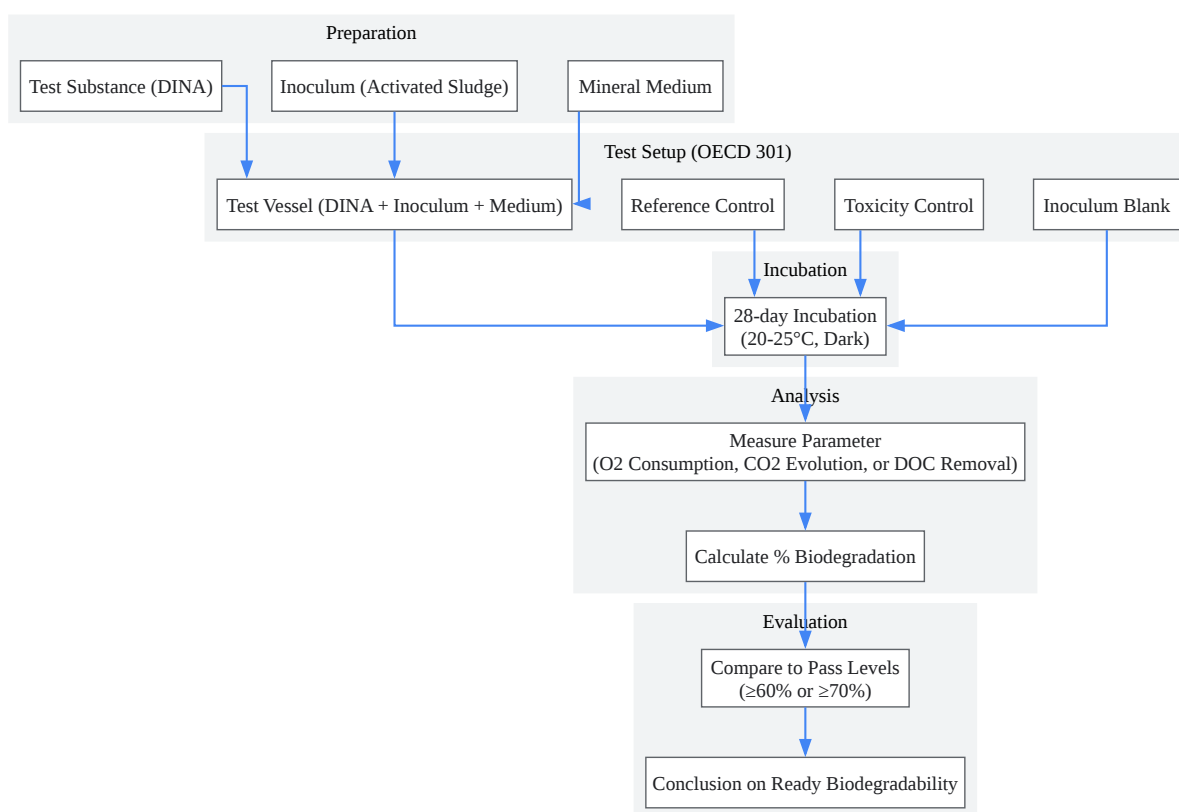 Preparation
Test Substance (DINA)
Inoculum (Activated Sludge)
Mineral Medium
Test Setup (OECD 301)
Test Vessel (DINA + Inoculum + Medium)
Reference Control
Toxicity Control
Inoculum Blank
Incubation
28-day Incubation
(20-25°C, Dark)
Analysis
Measure Parameter
(O2 Consumption, CO2 Evolution, or DOC Removal)
Calculate % Biodegradation
Evaluation
Compare to Pass Levels
(≥60% or ≥70%)
Conclusion on Ready Biodegradability